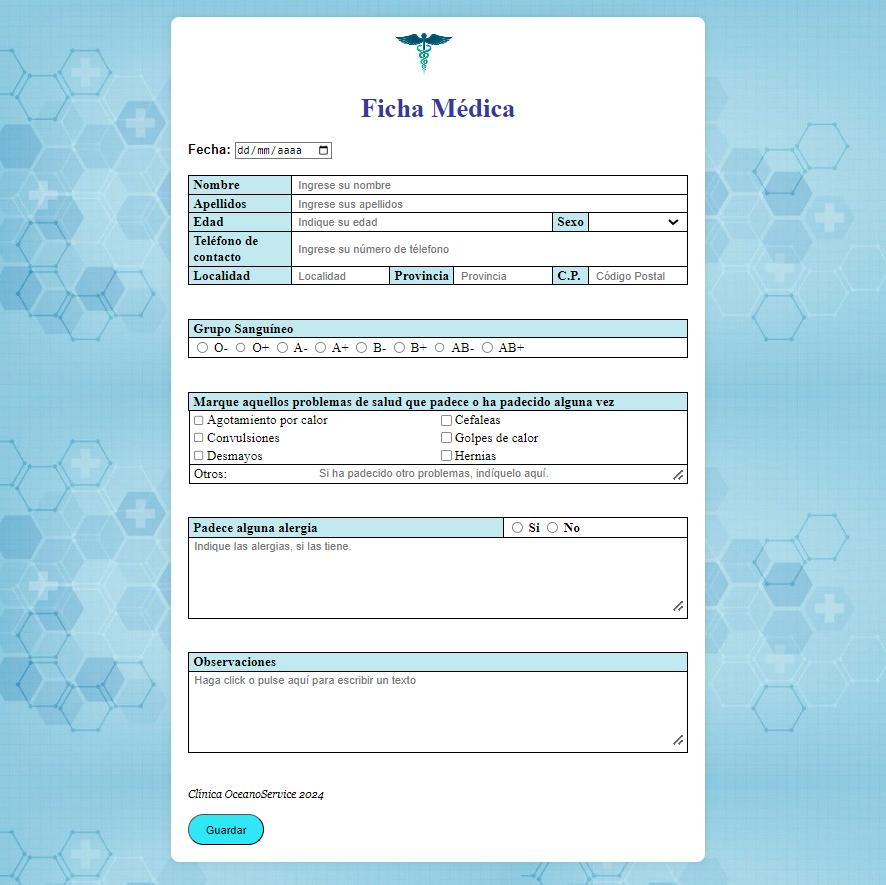 Ficha Médica
Fecha: dd/mm/aaaa
Nombre Ingrese su nombre
Apellidos Ingrese sus apellidos
Edad Indique su edad Sexo
Teléfono de
contacto Ingrese su número de télefono
Localidad Localidad Provincia Provincia C.P. Código Postal
Grupo Sanguíneo
O- O+ A- A+ B- B+ AB- AB+
Marque aquellos problemas de salud que padece o ha padecido alguna vez
Agotamiento por calor Cefaleas
Convulsiones Golpes de calor
Desmayos Hernias
Otros: Si ha padecido otro problemas, indíquelo aquí.
Padece alguna alergia Si No
Indique las alergias, si las tiene.
Observaciones
Haga click o pulse aquí para escribir un texto
Clínica OceanoService 2024
Guardar